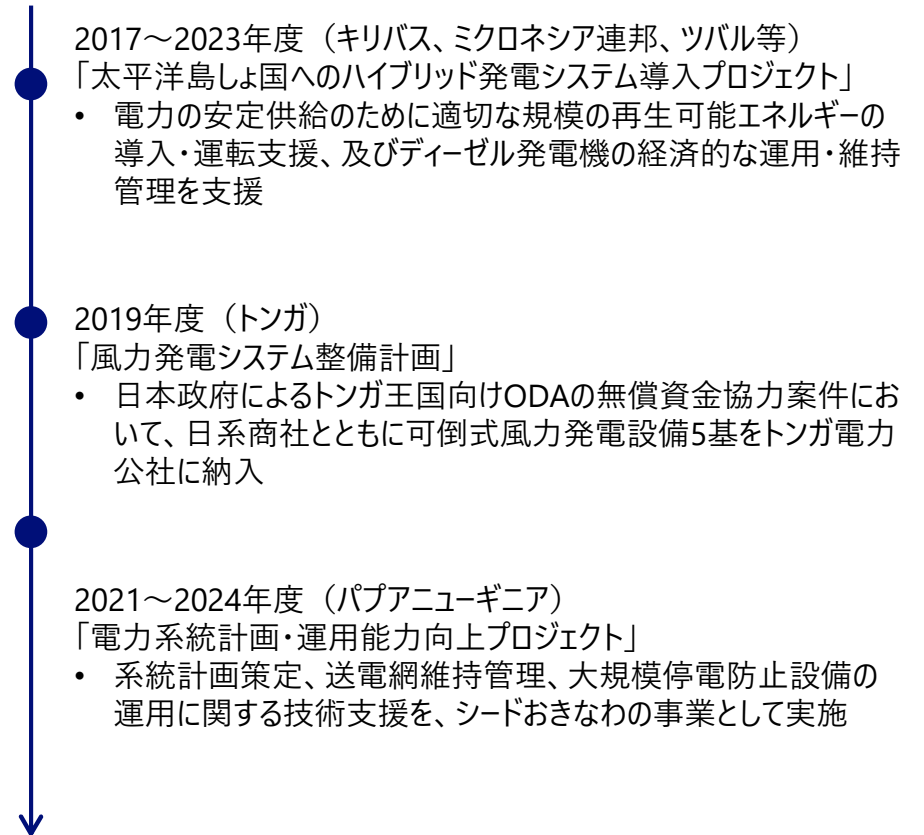 2017～2023年度（キリバス、ミクロネシア連邦、ツバル等）
「太平洋島しょ国へのハイブリッド発電システム導入プロジェクト」
• 電力の安定供給のために適切な規模の再生可能エネルギーの
導入・運転支援、及びディーゼル発電機の経済的な運用・維持
管理を支援
2019年度（トンガ）
「風力発電システム整備計画」
• 日本政府によるトンガ王国向けODAの無償資金協力案件にお
いて、日系商社とともに可倒式風力発電設備5基をトンガ電力
公社に納入
2021～2024年度（パプアニューギニア）
「電力系統計画・運用能力向上プロジェクト」
• 系統計画策定、送電網維持管理、大規模停電防止設備の
運用に関する技術支援を、シードおきなわの事業として実施